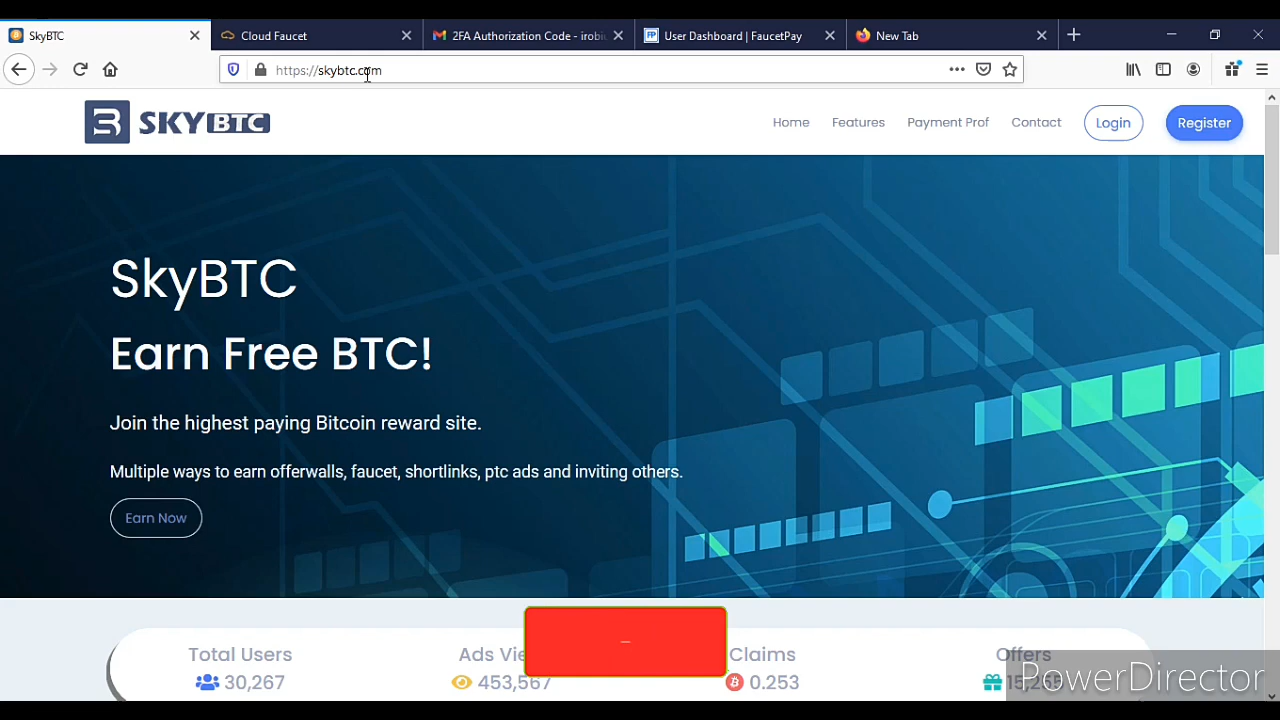 SkyBTC
Cloud Faucet
2FA Authorization Code - irobiu
User Dashboard | FaucetPay
New Tab
https://skybtc.com
SKYBTC
Home
Features
Payment Prof
Contact
Login
Register
SkyBTC
Earn Free BTC!
Join the highest paying Bitcoin reward site.
Multiple ways to earn offerwalls, faucet, shortlinks, ptc ads and inviting others.
Earn Now
Total Users
Claims
Offers
30,267
453,567
0.253
PowerDirector